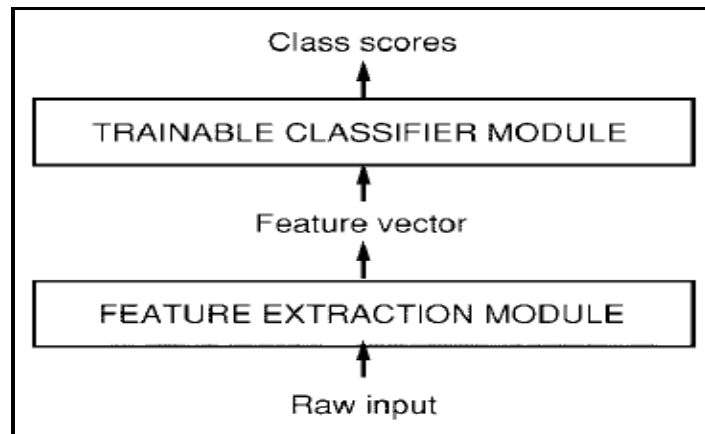 Class scores
TRAINABLE CLASSIFIER MODULE
Feature vector
FEATURE EXTRACTION MODULE
Raw input